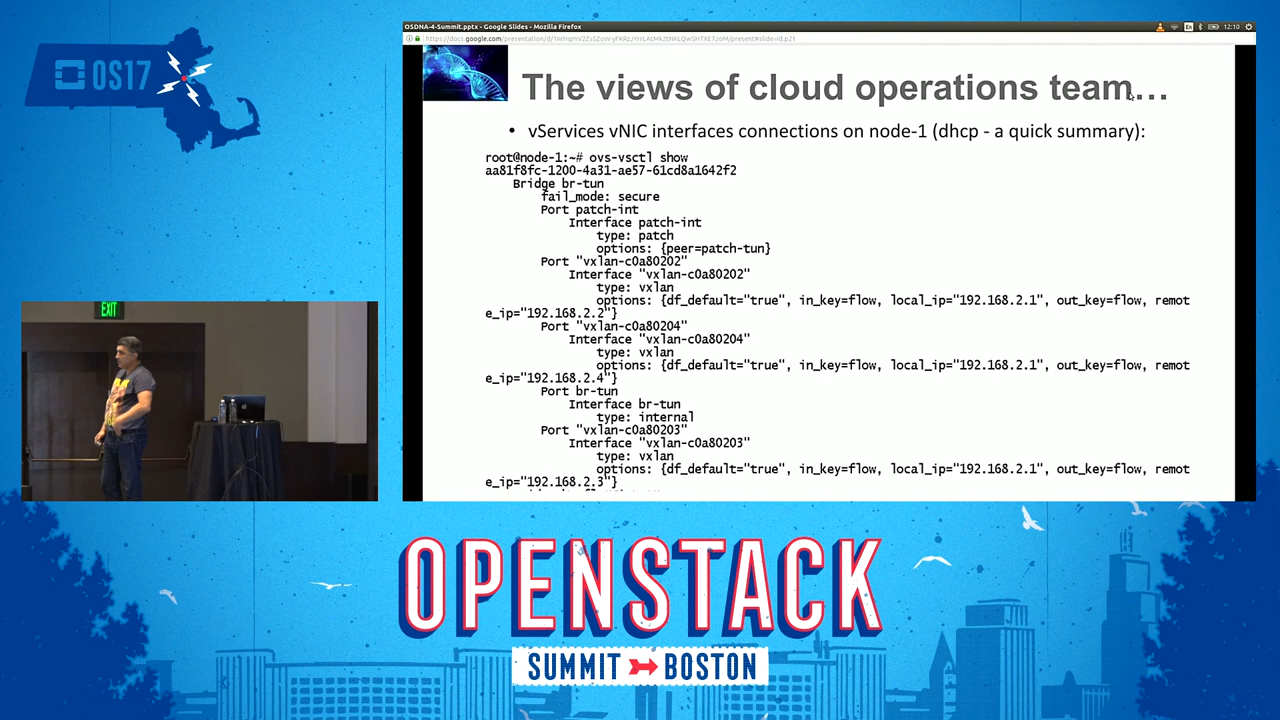 OS17
OSDNA-4-Summit.pptx - Google Slides - Mozilla Firefox
En
12:10
The views of cloud operations team...
• vServices vNIC interfaces connections on node-1 (dhcp - a quick summary):
root@node-1:~# ovs-vsctl show
aa81f8fc-1200-4a31-ae57-61cd8a1642f2
Bridge br-tun
fail_mode: secure
Port patch-int
Interface patch-int
type: patch
options: {peer=patch-tun}
Port "vxlan-c0a80202"
Interface "vxlan-c0a80202"
type: vxlan
options: {df_default="true", in_key=flow, local_ip="192.168.2.1", out_key=flow, remot
e_ip="192.168.2.2"}
Port "vxlan-c0a80204"
Interface "vxlan-c0a80204"
type: vxlan
options: {df_default="true", in_key=flow, local_ip="192.168.2.1", out_key=flow, remot
e_ip="192.168.2.4"}
Port br-tun
Interface br-tun
type: internal
Port "vxlan-c0a80203"
Interface "vxlan-c0a80203"
type: vxlan
options: {df_default="true", in_key=flow, local_ip="192.168.2.1", out_key=flow, remot
e_ip="192.168.2.3"}
EXIT
OPENSTACK
SUMMIT BOSTON